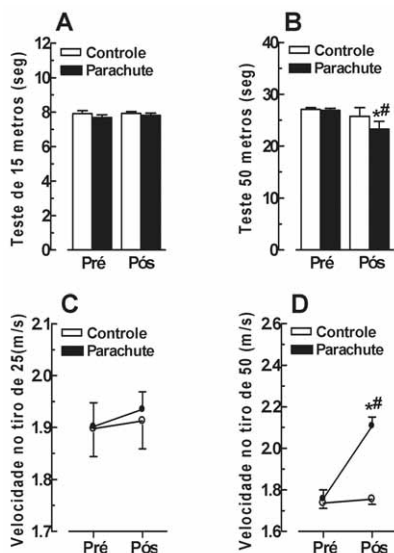 A
Controle
Parachute
Teste de 15 metros (seg)
12
10
8
6
4
2
0
Pré Pós
B
Controle
Parachute
Teste 50 metros (seg)
40
30
20
10
0
*#
Pré Pós
C
Controle
Parachute
Velocidade no tiro de 25(m/s)
2.1
2.0
1.9
1.8
1.7
Pré Pós
D
Controle
Parachute
Velocidade no tiro de 50 (m/s)
2.6
2.4
2.2
2.0
1.8
1.6
*#
Pré Pós